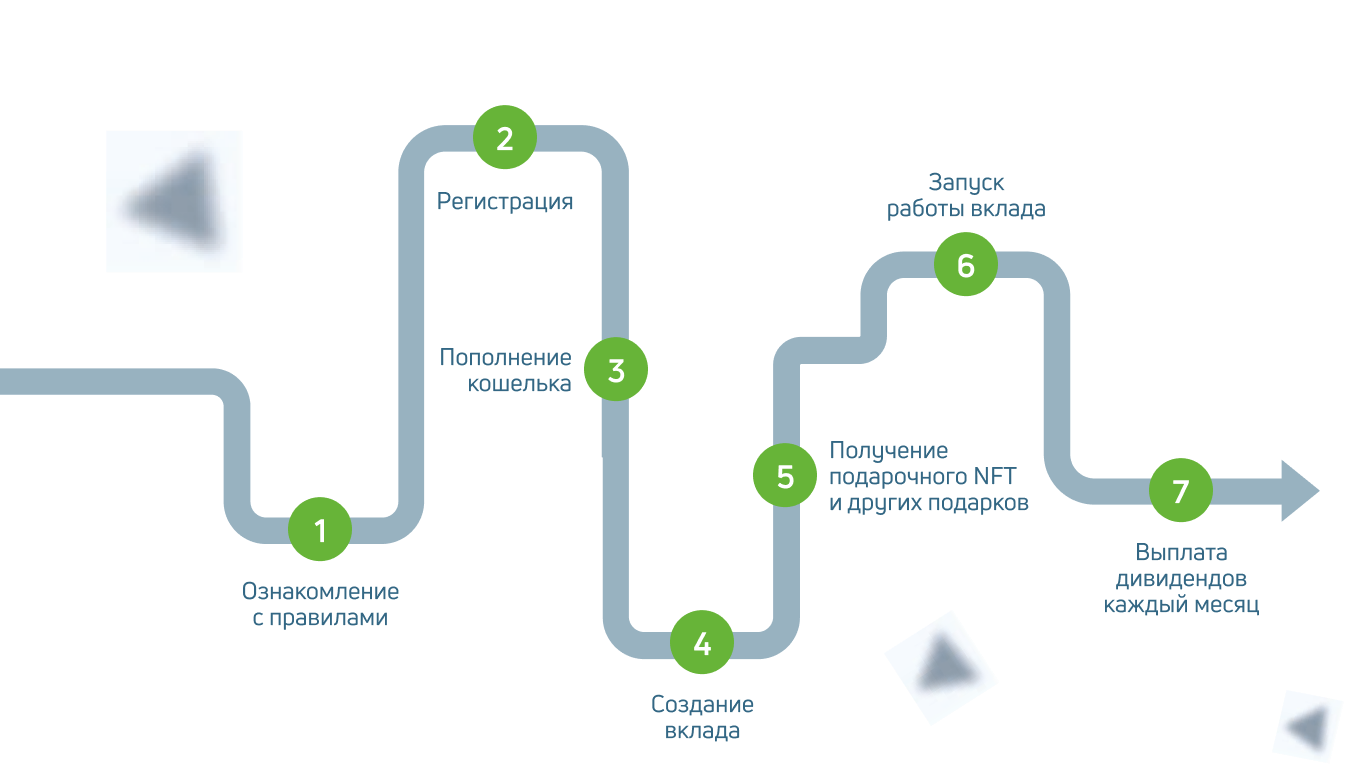 1
Ознакомление
с правилами
2
Регистрация
3
Пополнение
кошелька
4
Создание
вклада
5
Получение
подарочного NFT
и других подарков
6
Запуск
работы вклада
7
Выплата
дивидендов
каждый месяц